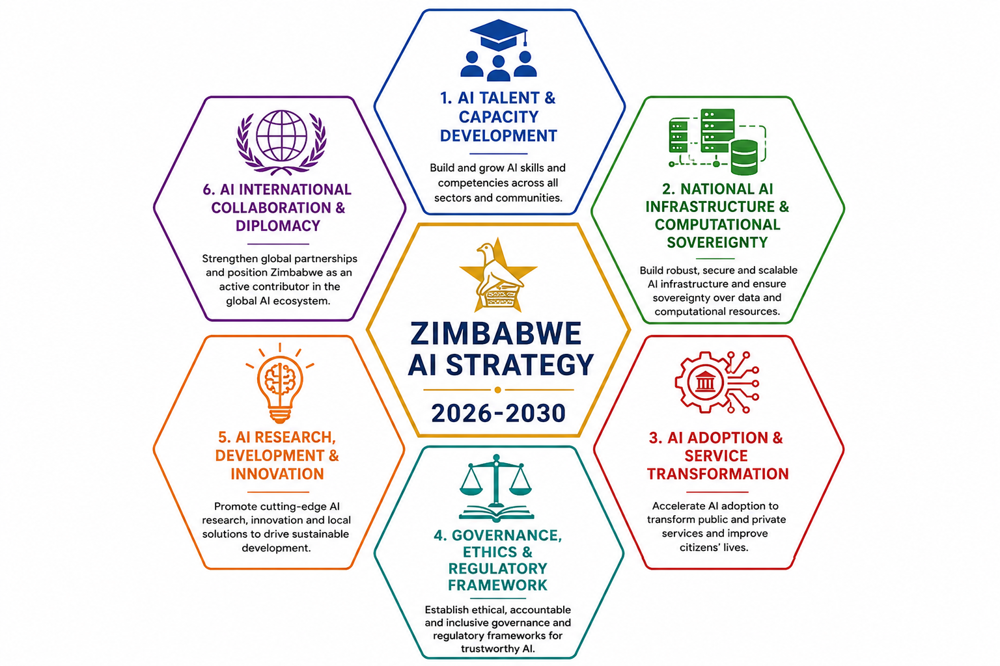 1. AI TALENT &
CAPACITY
DEVELOPMENT
Build and grow AI skills and
competencies across all
sectors and communities.
2. NATIONAL AI
INFRASTRUCTURE &
COMPUTATIONAL
SOVEREIGNTY
Build robust, secure and scalable
AI infrastructure and ensure
sovereignty over data and
computational resources.
3. AI ADOPTION &
SERVICE
TRANSFORMATION
Accelerate AI adoption to
transform public and private
services and improve
citizens’ lives.
4. GOVERNANCE,
ETHICS &
REGULATORY
FRAMEWORK
Establish ethical, accountable
and inclusive governance and
regulatory frameworks for
trustworthy AI.
5. AI RESEARCH,
DEVELOPMENT &
INNOVATION
Promote cutting-edge AI
research, innovation and local
solutions to drive sustainable
development.
6. AI INTERNATIONAL
COLLABORATION &
DIPLOMACY
Strengthen global partnerships
and position Zimbabwe as an
active contributor in the
global AI ecosystem.
ZIMBABWE
AI STRATEGY
2026-2030